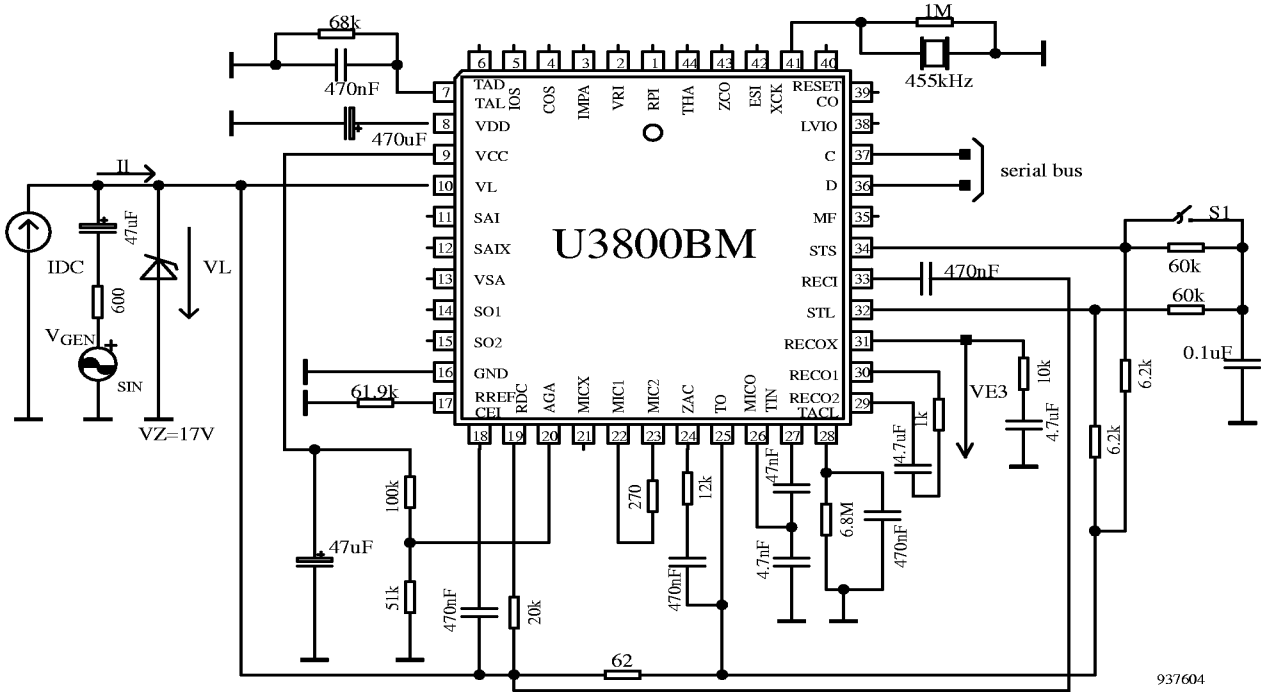 68k
1M
470nF
455kHz
6 5 4 3 2 1 44 43 42 41 40
TAD
TAL
IOS
COS
IMPA
VRI
RPI
THA
ZCO
ESI
XCK
RESET
CO
7
39
8
VDD
LVIO
38
470uF
9
VCC
C
37
10
VL
D
36
serial bus
Il
11
SAI
MF
35
S1
47uF
IDC
VL
12
SAIX
U3800BM
STS
34
60k
13
VSA
RECI
33
470nF
600
14
SO1
STL
32
60k
VGEN
SIN
15
SO2
RECOX
31
0.1uF
16
GND
RECO1
30
10k
6.2k
61.9k
17
RREF
CEI
RDC
AGA
MICX
MIC1
MIC2
ZAC
TO
MICO
TIN
RECO2
TACL
29
1k
VE3
4.7uF
VZ=17V
18 19 20 21 22 23 24 25 26 27 28
4.7uF
6.2k
100k
270
12k
47nF
6.8M
470nF
47uF
51k
470nF
20k
470nF
4.7nF
62
937604